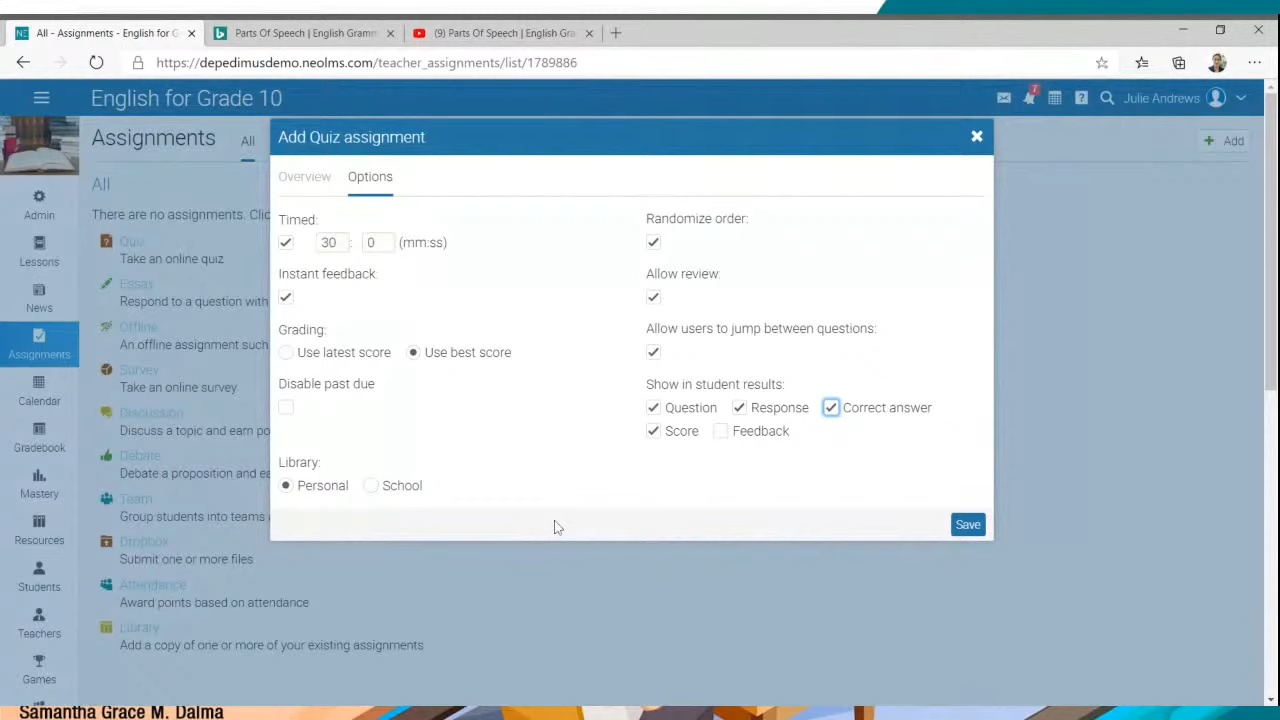 All - Assignments - English for G
Parts Of Speech | English Gramm
(9) Parts Of Speech | English Gra
https://depedimusdemo.neolms.com/teacher_assignments/list/1789886
English for Grade 10
7
Julie Andrews
Assignments
All
Add
All
There are no assignments. Clic
Quiz
Take an online quiz
Essay
Respond to a question with
Offline
An offline assignment such
Survey
Take an online survey
Discussion
Discuss a topic and earn po
Debate
Debate a proposition and ea
Team
Group students into teams a
Dropbox
Submit one or more files
Attendance
Award points based on attendance
Library
Add a copy of one or more of your existing assignments
Admin
Lessons
News
Assignments
Calendar
Gradebook
Mastery
Resources
Students
Teachers
Games
Add Quiz assignment
Overview
Options
Timed:
30 : 0 (mm:ss)
Instant feedback:
Grading:
Use latest score
Use best score
Disable past due
Library:
Personal
School
Randomize order:
Allow review:
Allow users to jump between questions:
Show in student results:
Question
Response
Correct answer
Score
Feedback
Save
Samantha Grace M. Dalma